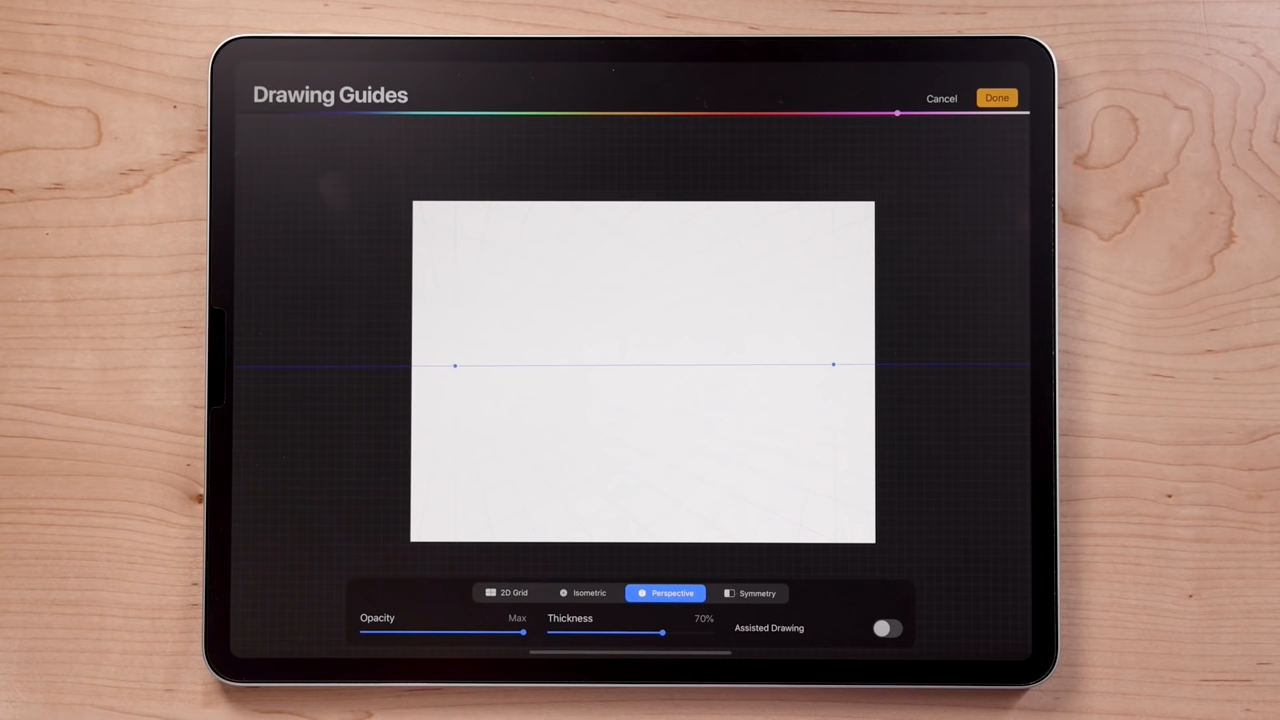 Drawing Guides
Cancel
Done
2D Grid
Isometric
Perspective
Symmetry
Opacity
Max
Thickness
70%
Assisted Drawing